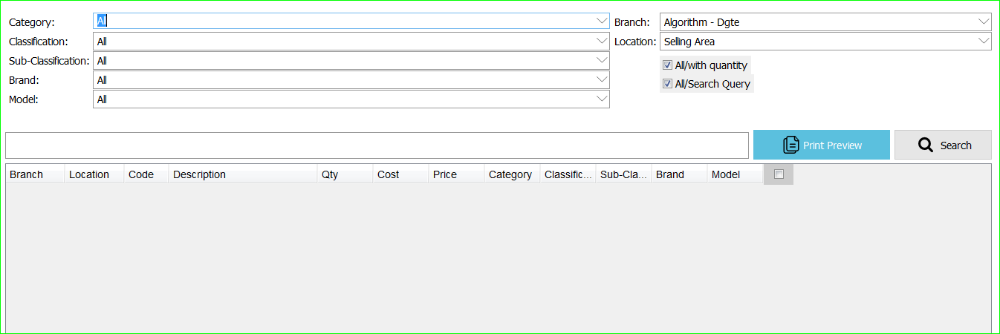 Category: All Branch: Algorithm - Dgte
Classification: All Location: Selling Area
Sub-Classification: All All/with quantity
Brand: All All/Search Query
Model: All
Print Preview Search
Branch Location Code Description Qty Cost Price Category Classific... Sub-Cla... Brand Model